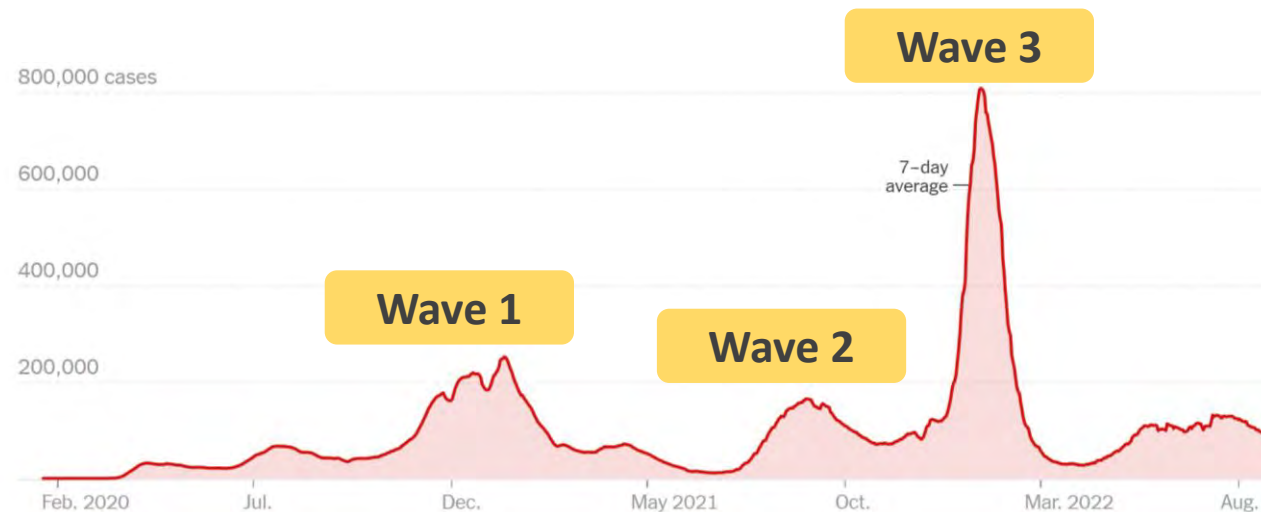 Wave 3
800,000 cases
7-day
average
600,000
400,000
Wave 1
Wave 2
200,000
Feb. 2020
Jul.
Dec.
May 2021
Oct.
Mar. 2022
Aug.